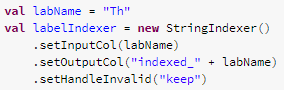 val labName = "Th"
val labelIndexer = new StringIndexer()
.setInputCol(labName)
.setOutputCol("indexed_" + labName)
.setHandleInvalid("keep")